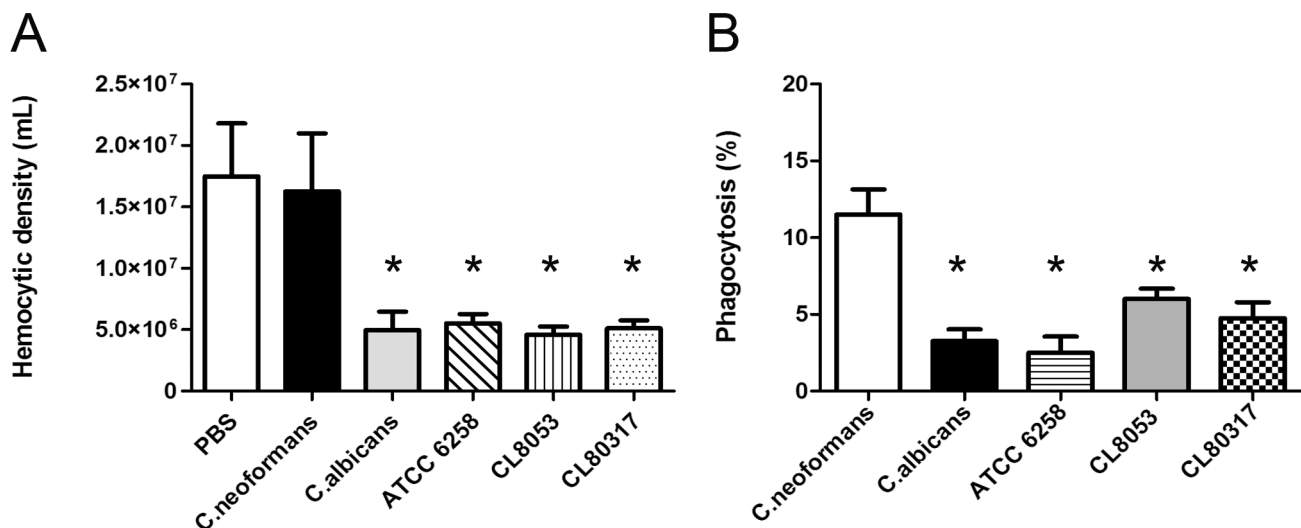 A
Hemocytic density (mL)
2.5×10⁷
2.0×10⁷
1.5×10⁷
1.0×10⁷
5.0×10⁶
0
*
*
*
*
PBS
C.neoformans
C.albicans
ATCC 6258
CL8053
CL80317
B
Phagocytosis (%)
20
15
10
5
0
*
*
*
*
C.neoformans
C.albicans
ATCC 6258
CL8053
CL80317